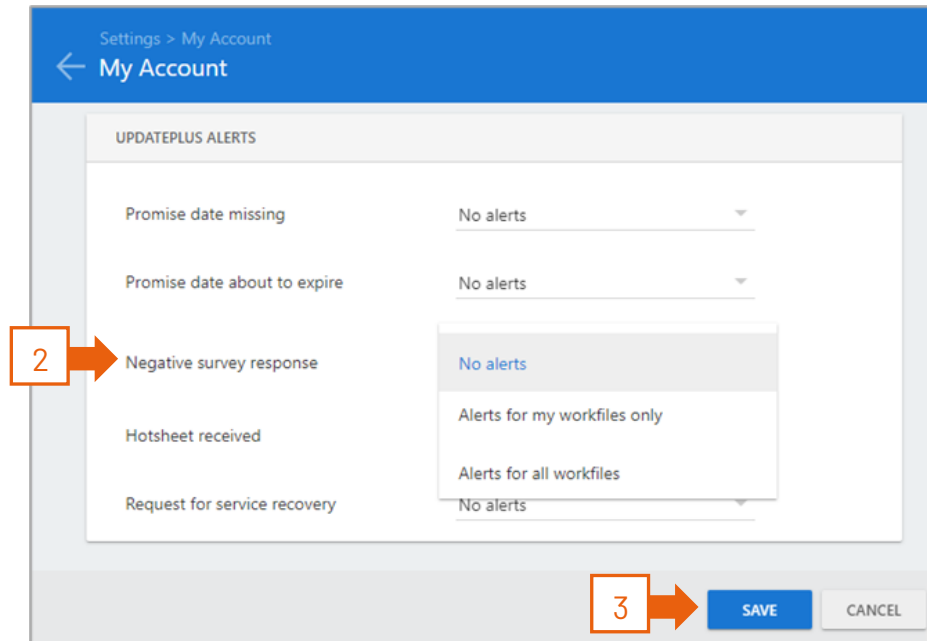 Settings > My Account
My Account
UPDATEPLUS ALERTS
Promise date missing
No alerts
Promise date about to expire
No alerts
2
Negative survey response
No alerts
Alerts for my workfiles only
Hotsheet received
Alerts for all workfiles
Request for service recovery
No alerts
3
SAVE
CANCEL